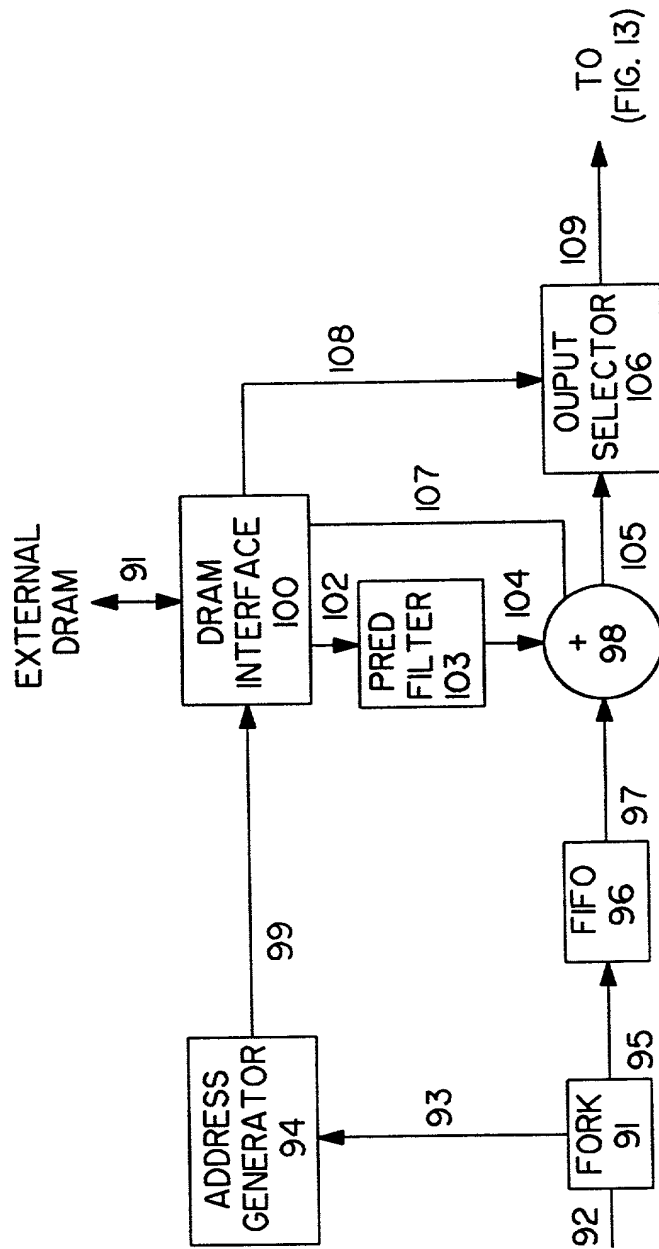 EXTERNAL
DRAM
91
DRAM
INTERFACE
100
108
107
102
PRED
FILTER
103
104
+
98
105
OUPUT
SELECTOR
106
109
TO
(FIG. 13)
99
ADDRESS
GENERATOR
94
93
92
FORK
91
95
FIFO
96
97